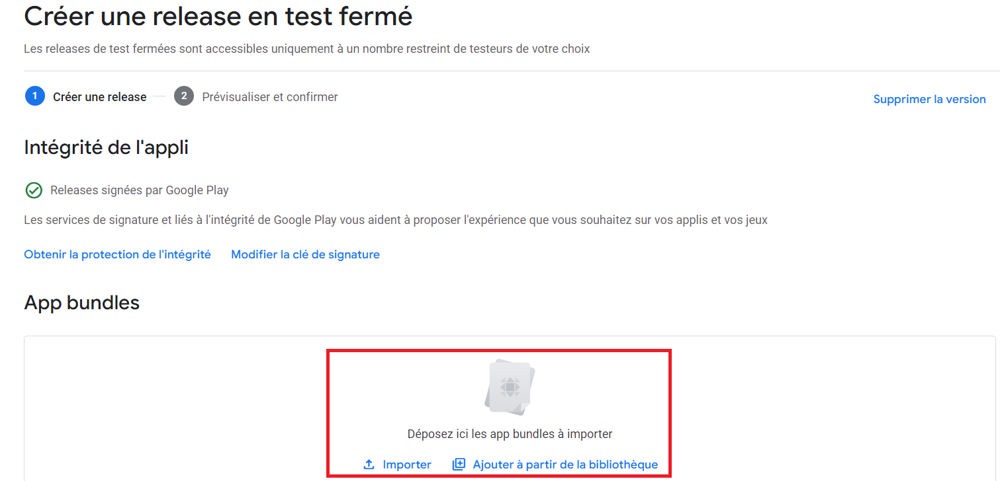 Créer une release en test fermé
Les releases de test fermées sont accessibles uniquement à un nombre restreint de testeurs de votre choix
1 Créer une release 2 Prévisualiser et confirmer
Supprimer la version
Intégrité de l'appli
Releases signées par Google Play
Les services de signature et liés à l'intégrité de Google Play vous aident à proposer l'expérience que vous souhaitez sur vos applis et vos jeux
Obtenir la protection de l'intégrité Modifier la clé de signature
App bundles
Déposez ici les app bundles à importer
Importer Ajouter à partir de la bibliothèque